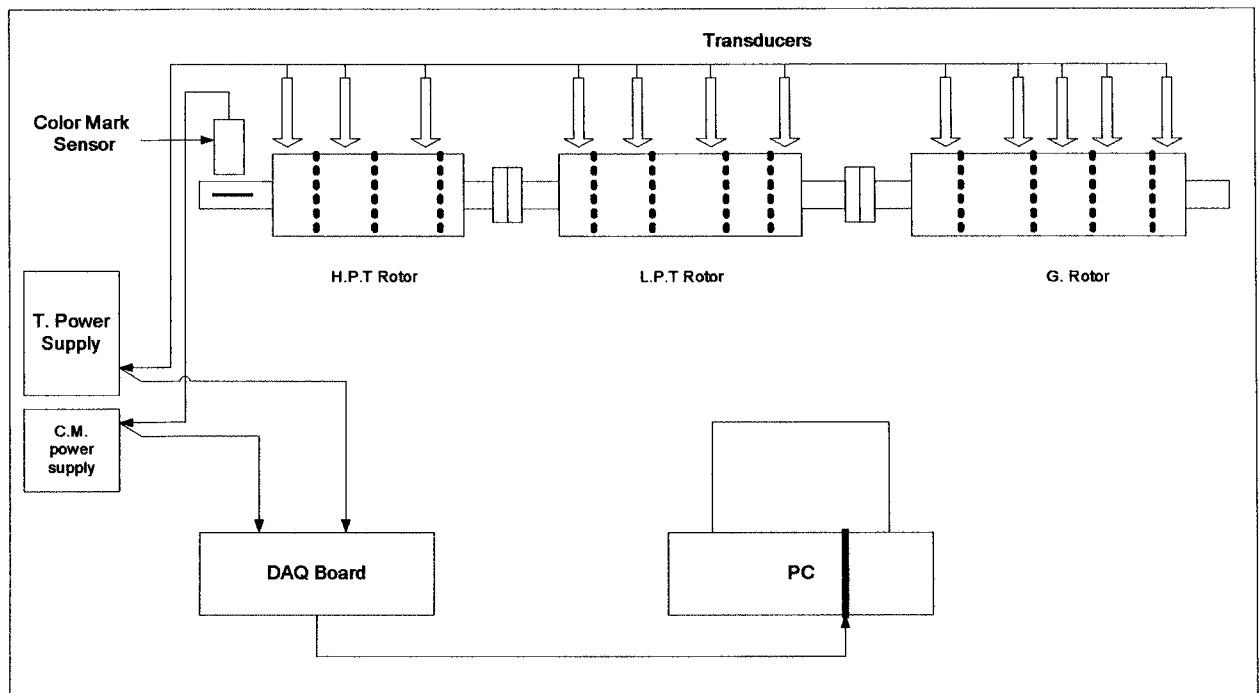 Transducers
Color Mark
Sensor
H.P.T Rotor
L.P.T Rotor
G. Rotor
T. Power
Supply
C.M.
power
supply
DAQ Board
PC